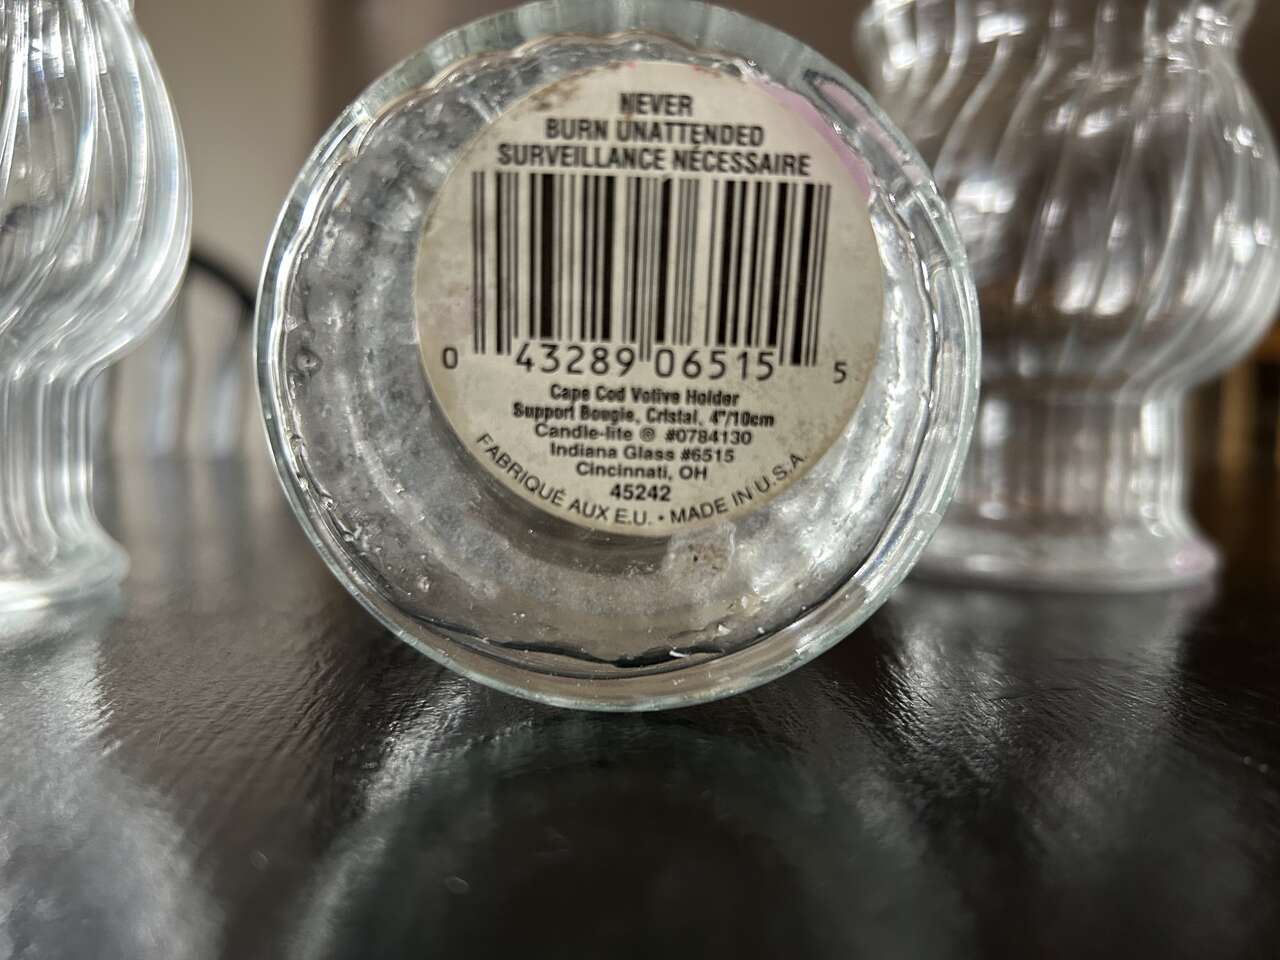 NEVER
BURN UNATTENDED
SURVEILLANCE NÉCESSAIRE
0 43289 06515 5
Cape Cod Votive Holder
Support Bougie, Cristal, 4"/10cm
Candle-lite ® #0784130
Indiana Glass #6515
Cincinnati, OH
45242
FABRIQUÉ AUX E.U. • MADE IN U.S.A.